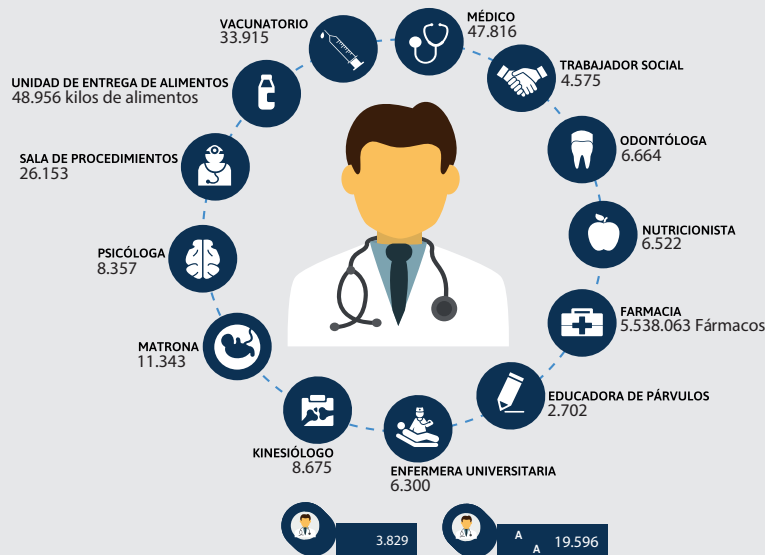 VACUNATORIO
33.915
MÉDICO
47.816
TRABAJADOR SOCIAL
4.575
UNIDAD DE ENTREGA DE ALIMENTOS
48.956 kilos de alimentos
ODONTÓLOGA
6.664
SALA DE PROCEDIMIENTOS
26.153
NUTRICIONISTA
6.522
PSICÓLOGA
8.357
FARMACIA
5.538.063 Fármacos
MATRONA
11.343
EDUCADORA DE PÁRVULOS
2.702
KINESIÓLOGO
8.675
ENFERMERA UNIVERSITARIA
6.300
3.829
A
A 19.596